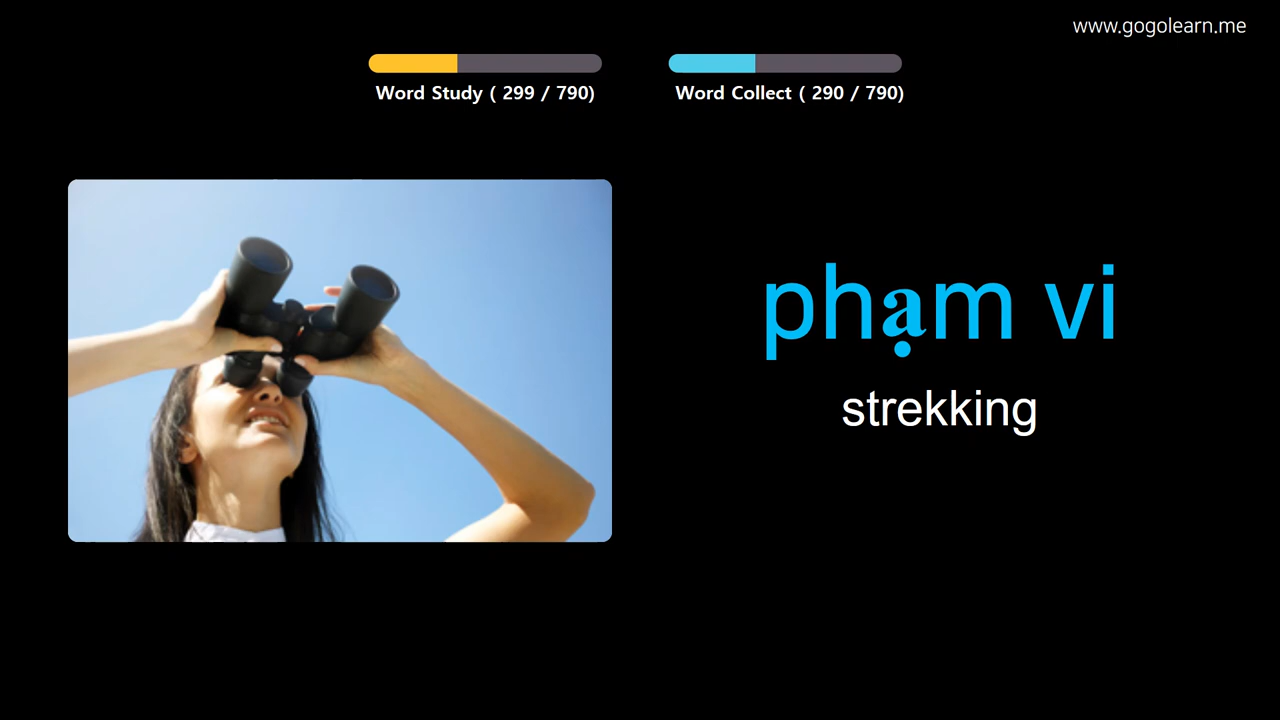 www.gogolearn.me
Word Study ( 299 / 790)
Word Collect ( 290 / 790)
phạm vi
strekking